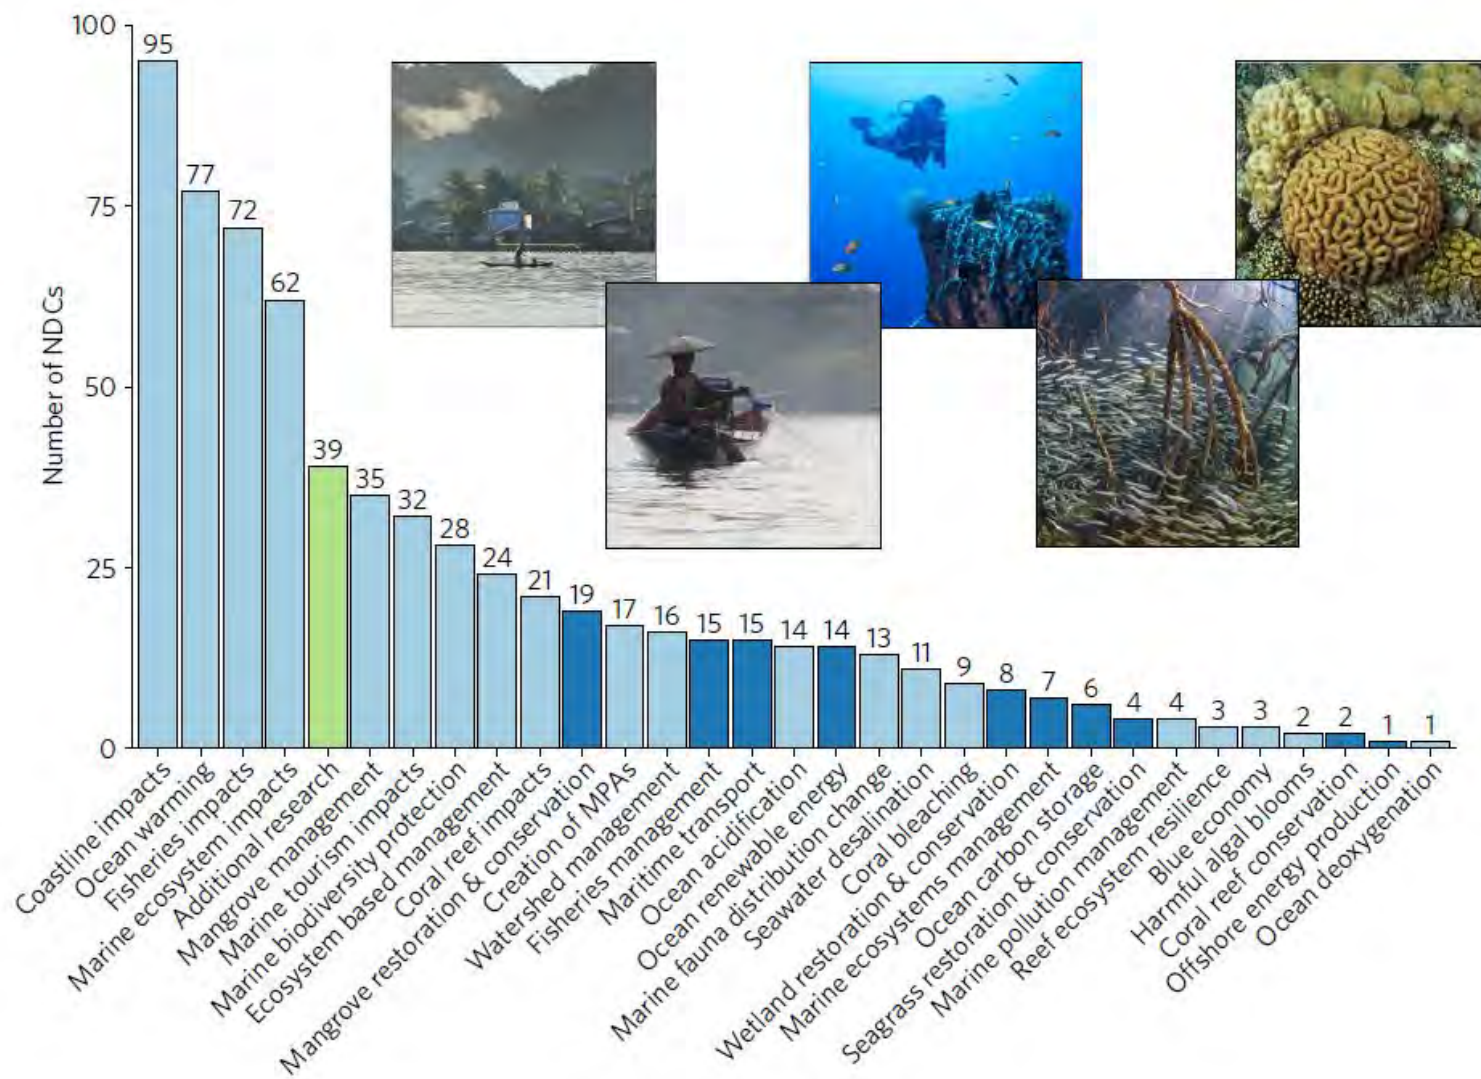 Number of NDCs
100
75
50
25
0
95
77
72
62
39
35
32
28
24
21
19
17
16
15
15
14
14
13
11
9
8
7
6
4
4
3
3
2
2
1
1
Coastline impacts
Ocean warming
Fisheries impacts
Marine ecosystem impacts
Additional research
Mangrove management
Marine tourism impacts
Marine biodiversity protection
Ecosystem based management
Coral reef impacts
Mangrove restoration & conservation
Creation of MPAs
Watershed management
Fisheries management
Maritime transport
Ocean acidification
Ocean renewable energy
Marine fauna distribution change
Seawater desalination
Coral bleaching
Wetland restoration & conservation
Marine ecosystems management
Ocean carbon storage
Seagrass restoration & conservation
Marine pollution management
Reef ecosystem resilience
Blue economy
Harmful algal blooms
Coral reef conservation
Offshore energy production
Ocean deoxygenation